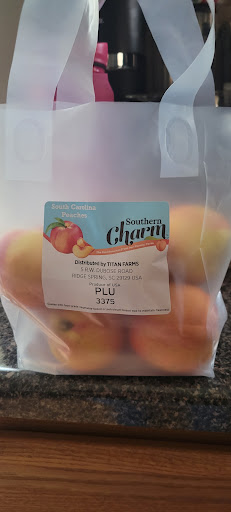 South Carolina
Peaches
Southern
Charm
Distributed by TITAN FARMS
5 R.W. DUBOSE ROAD
RIDGE SPRING, SC 29129 USA
Produce of USA
PLU
3375